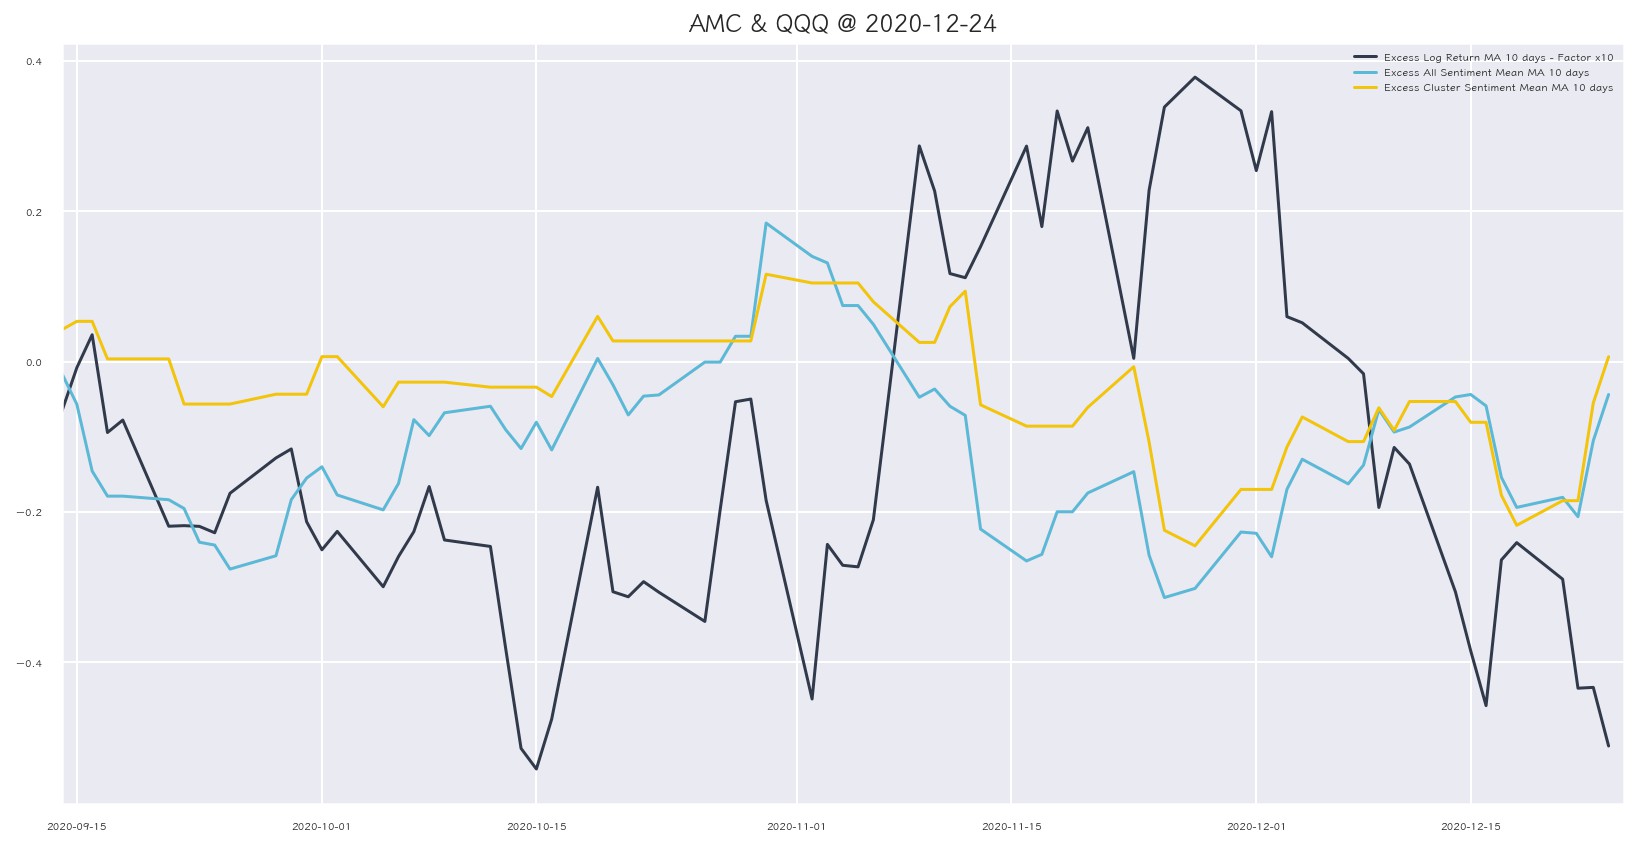 AMC & QQQ @ 2020-12-24
Excess Log Return MA 10 days - Factor x10
Excess All Sentiment Mean MA 10 days
Excess Cluster Sentiment Mean MA 10 days
0.4
0.2
0.0
−0.2
−0.4
2020-09-15 2020-10-01 2020-10-15 2020-11-01 2020-11-15 2020-12-01 2020-12-15